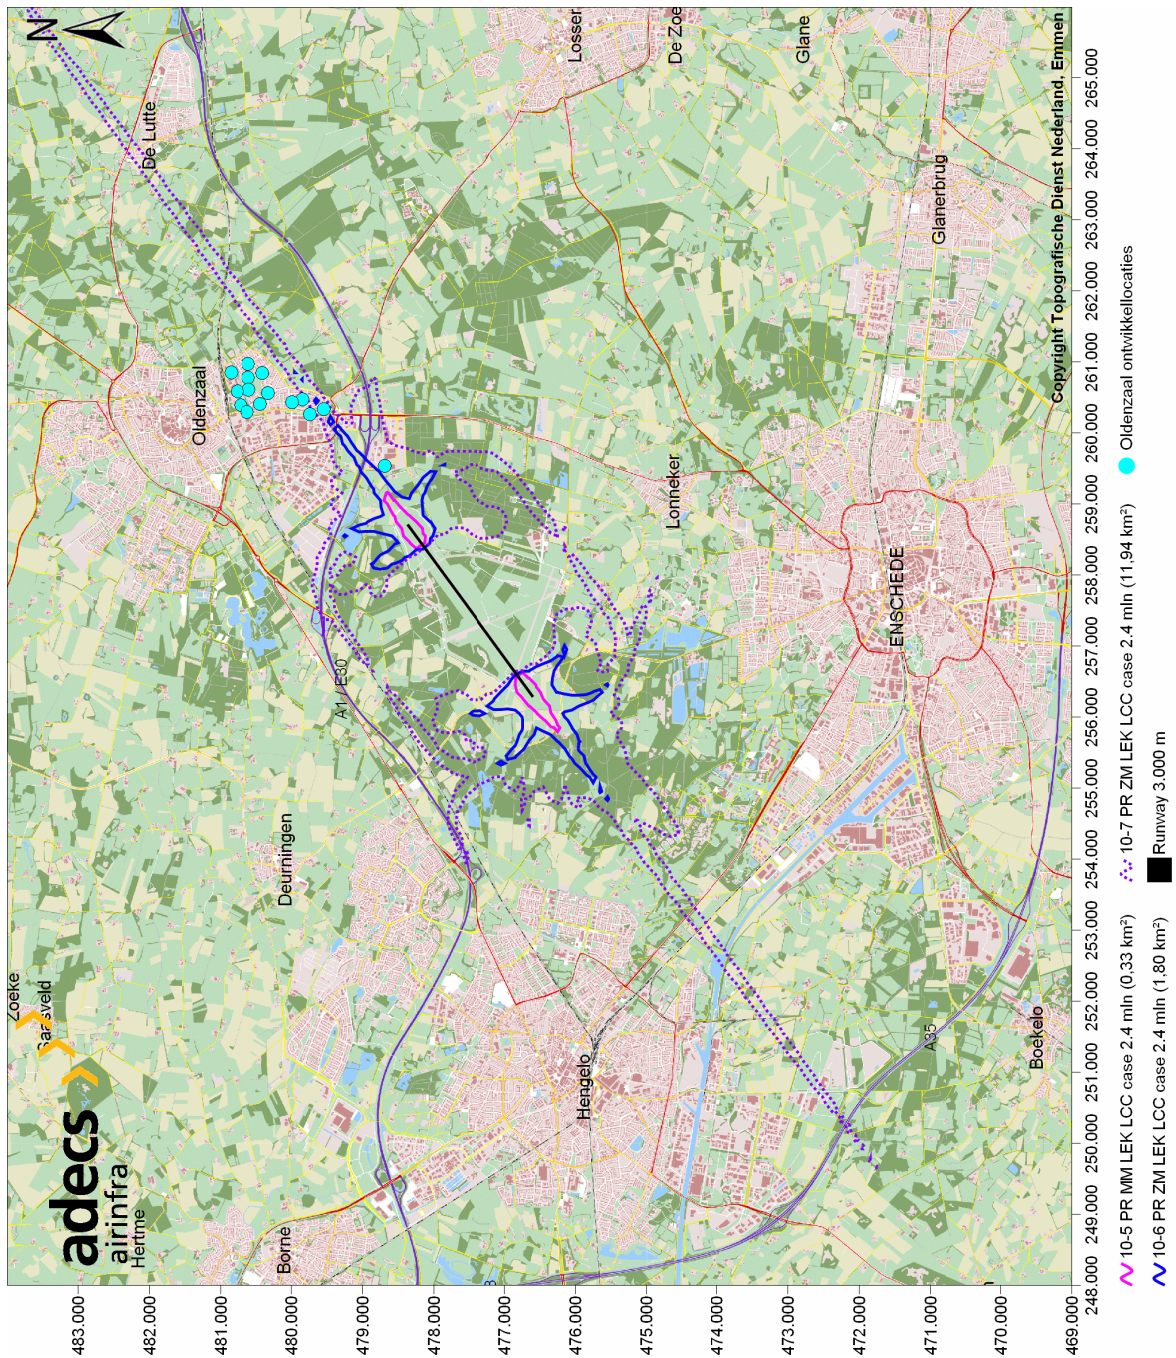 N
adecs
airinfra
Zoeke
Saasveld
Hertme
Borne
Deurningen
Hengelo
Boekelo
A35
A1 / E30
Oldenzaal
De Lutte
Losser
De Zoe
Glane
Glanerbrug
Lonneker
ENSCHEDE
Copyright Topografische Dienst Nederland, Emmen
483.000
482.000
481.000
480.000
479.000
478.000
477.000
476.000
475.000
474.000
473.000
472.000
471.000
470.000
469.000
248.000
249.000
250.000
251.000
252.000
253.000
254.000
255.000
256.000
257.000
258.000
259.000
260.000
261.000
262.000
263.000
264.000
265.000
10-5 PR MM LEK LCC case 2.4 mln (0,33 km²)
10-6 PR ZM LEK LCC case 2.4 mln (1,80 km²)
10-7 PR ZM LEK LCC case 2.4 mln (11,94 km²)
Runway 3.000 m
Oldenzaal ontwikkellocaties